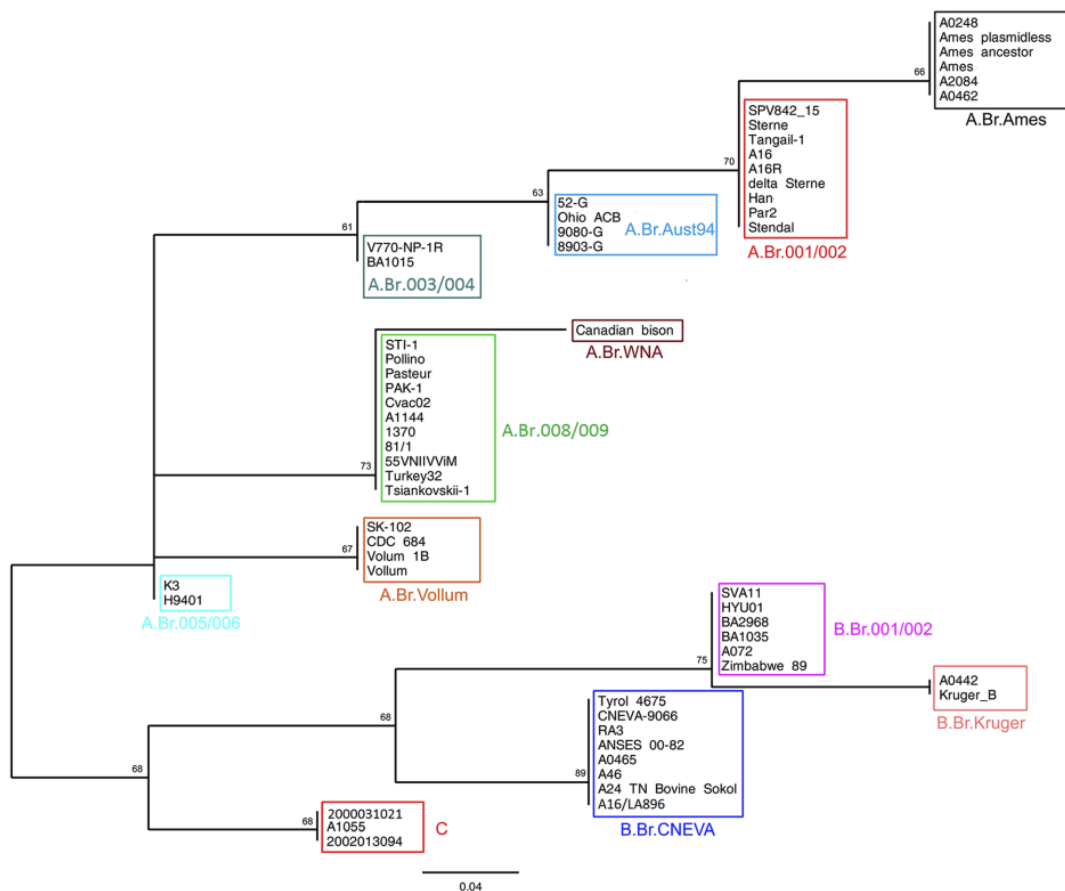 A0248
Ames plasmidless
Ames ancestor
Ames
A2084
A0462
66
A.Br.Ames
SPV842_15
Sterne
Tangail-1
A16
A16R
delta Sterne
Han
Par2
Stendal
70
A.Br.001/002
63
52-G
Ohio ACB
9080-G
8903-G
A.Br.Aust94
61
V770-NP-1R
BA1015
A.Br.003/004
Canadian bison
A.Br.WNA
STI-1
Pollino
Pasteur
PAK-1
Cvac02
A1144
1370
81/1
55VNIIVViM
Turkey32
Tsiankovskii-1
A.Br.008/009
73
SK-102
CDC 684
Volum 1B
Vollum
67
A.Br.Vollum
K3
H9401
A.Br.005/006
SVA11
HYU01
BA2968
BA1035
A072
Zimbabwe 89
B.Br.001/002
75
A0442
Kruger_B
B.Br.Kruger
68
Tyrol 4675
CNEVA-9066
RA3
ANSES 00-82
A0465
A46
A24 TN Bovine Sokol
A16/LA896
89
B.Br.CNEVA
68
2000031021
A1055
2002013094
68
C
0.04